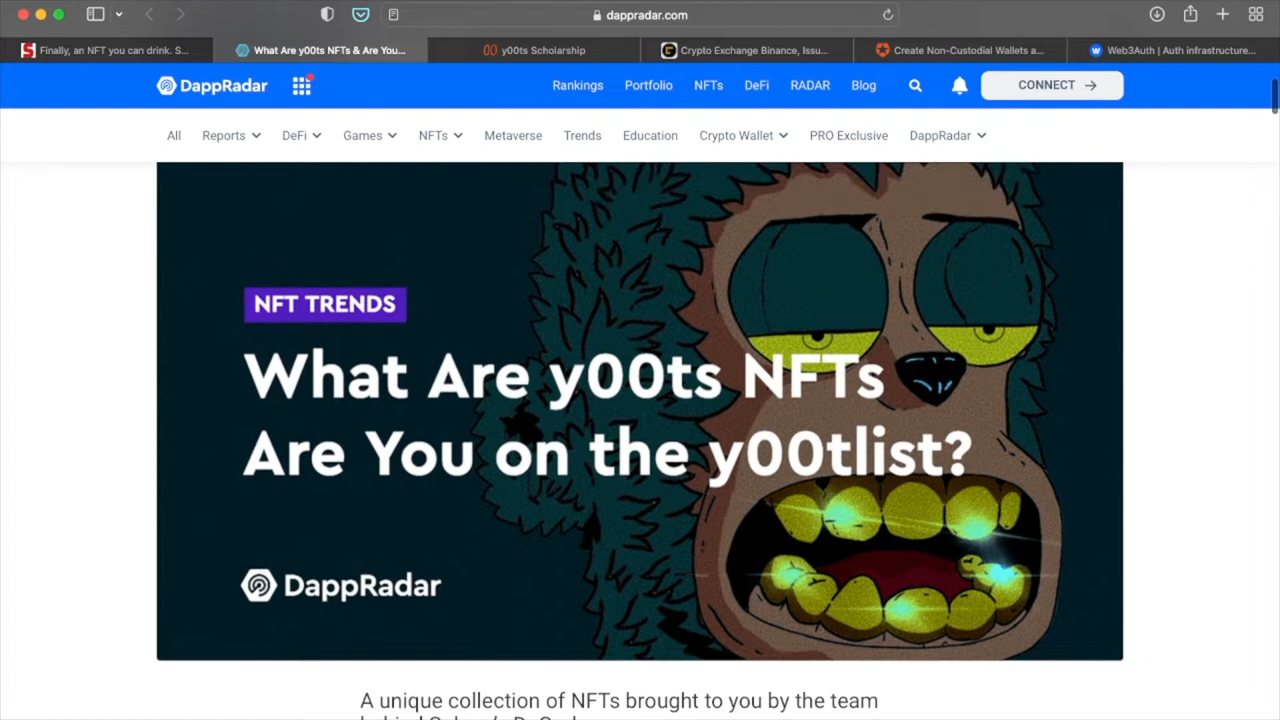 dappradar.com
Finally, an NFT you can drink. S...
What Are y00ts NFTs & Are You...
y00ts Scholarship
Crypto Exchange Binance, Issu...
Create Non-Custodial Wallets a...
Web3Auth | Auth infrastructure...
DappRadar
Rankings
Portfolio
NFTs
DeFi
RADAR
Blog
CONNECT
All
Reports
DeFi
Games
NFTs
Metaverse
Trends
Education
Crypto Wallet
PRO Exclusive
DappRadar
NFT TRENDS
What Are y00ts NFTs
Are You on the y00tlist?
DappRadar
A unique collection of NFTs brought to you by the team